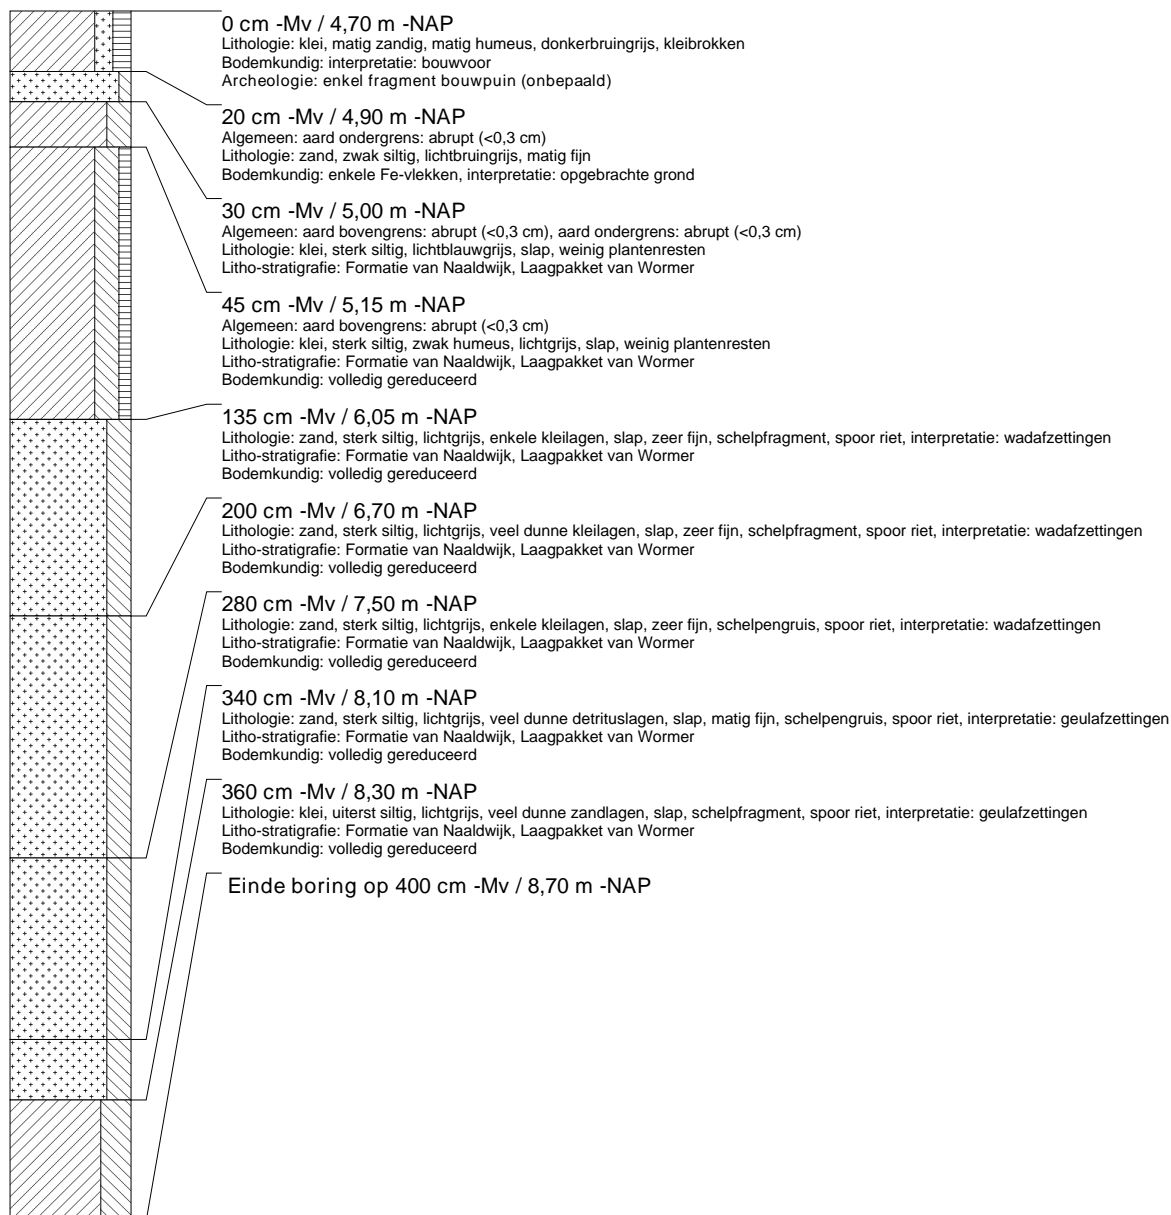 0 cm -Mv / 4,70 m -NAP
Lithologie: klei, matig zandig, matig humeus, donkerbruingrijs, kleibrokken
Bodemkundig: interpretatie: bouwvoor
Archeologie: enkel fragment bouwpuin (onbepaald)
20 cm -Mv / 4,90 m -NAP
Algemeen: aard ondergrens: abrupt (<0,3 cm)
Lithologie: zand, zwak siltig, lichtbruingrijs, matig fijn
Bodemkundig: enkele Fe-vlekken, interpretatie: opgebrachte grond
30 cm -Mv / 5,00 m -NAP
Algemeen: aard bovengrens: abrupt (<0,3 cm), aard ondergrens: abrupt (<0,3 cm)
Lithologie: klei, sterk siltig, lichtblauwgrijs, slap, weinig plantenresten
Litho-stratigrafie: Formatie van Naaldwijk, Laagpakket van Wormer
45 cm -Mv / 5,15 m -NAP
Algemeen: aard bovengrens: abrupt (<0,3 cm)
Lithologie: klei, sterk siltig, zwak humeus, lichtgrijs, slap, weinig plantenresten
Litho-stratigrafie: Formatie van Naaldwijk, Laagpakket van Wormer
Bodemkundig: volledig gereduceerd
135 cm -Mv / 6,05 m -NAP
Lithologie: zand, sterk siltig, lichtgrijs, enkele kleilagen, slap, zeer fijn, schelpfragment, spoor riet, interpretatie: wadafzettingen
Litho-stratigrafie: Formatie van Naaldwijk, Laagpakket van Wormer
Bodemkundig: volledig gereduceerd
200 cm -Mv / 6,70 m -NAP
Lithologie: zand, sterk siltig, lichtgrijs, veel dunne kleilagen, slap, zeer fijn, schelpfragment, spoor riet, interpretatie: wadafzettingen
Litho-stratigrafie: Formatie van Naaldwijk, Laagpakket van Wormer
Bodemkundig: volledig gereduceerd
280 cm -Mv / 7,50 m -NAP
Lithologie: zand, sterk siltig, lichtgrijs, enkele kleilagen, slap, zeer fijn, schelpengruis, spoor riet, interpretatie: wadafzettingen
Litho-stratigrafie: Formatie van Naaldwijk, Laagpakket van Wormer
Bodemkundig: volledig gereduceerd
340 cm -Mv / 8,10 m -NAP
Lithologie: zand, sterk siltig, lichtgrijs, veel dunne detrituslagen, slap, matig fijn, schelpengruis, spoor riet, interpretatie: geulafzettingen
Litho-stratigrafie: Formatie van Naaldwijk, Laagpakket van Wormer
Bodemkundig: volledig gereduceerd
360 cm -Mv / 8,30 m -NAP
Lithologie: klei, uiterst siltig, lichtgrijs, veel dunne zandlagen, slap, schelpfragment, spoor riet, interpretatie: geulafzettingen
Litho-stratigrafie: Formatie van Naaldwijk, Laagpakket van Wormer
Bodemkundig: volledig gereduceerd
Einde boring op 400 cm -Mv / 8,70 m -NAP